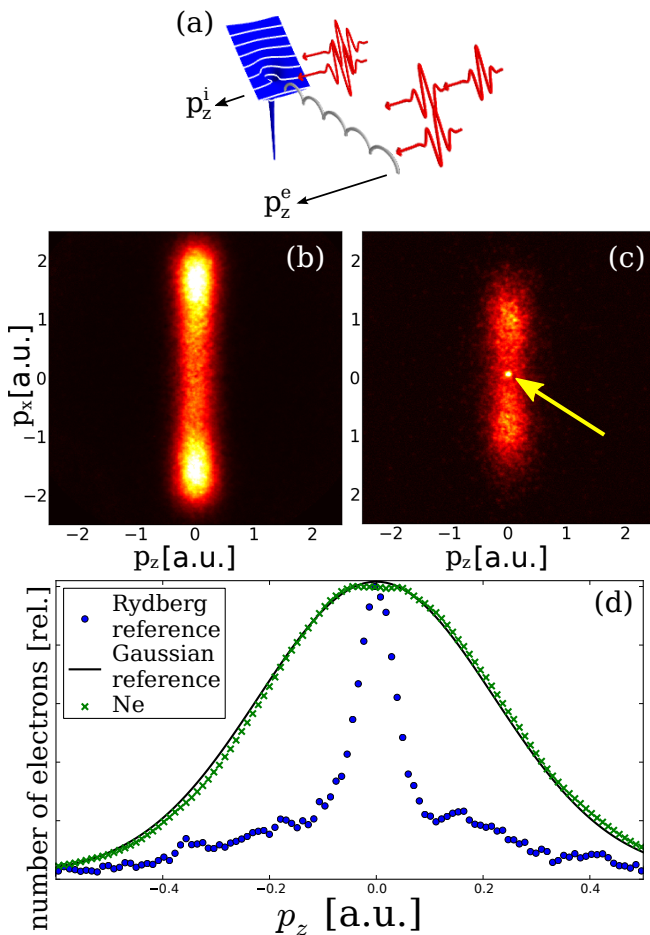 (a)
p_z^i
p_z^e
(b)
(c)
p_x [a.u.]
2
1
0
−1
−2
−2
−1
0
1
2
p_z [a.u.]
2
1
0
−1
−2
−2
−1
0
1
2
p_z [a.u.]
(d)
Rydberg
reference
Gaussian
reference
Ne
number of electrons [rel.]
−0.4
−0.2
0.0
0.2
0.4
p_z [a.u.]